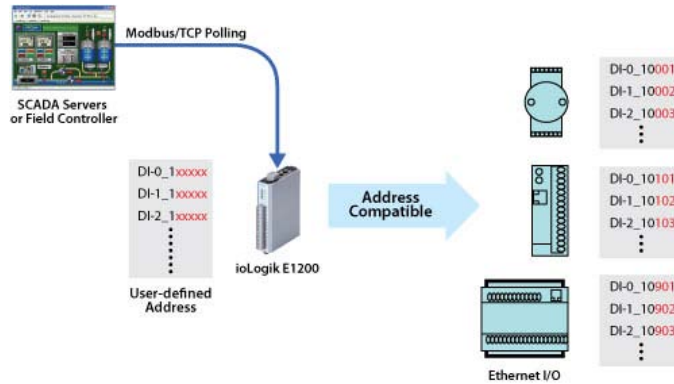 Modbus/TCP Polling
SCADA Servers
or Field Controller
DI-0_1xxxxx
DI-1_1xxxxx
DI-2_1xxxxx
User-defined
Address
ioLogik E1200
Address
Compatible
DI-0_10001
DI-1_10002
DI-2_10003
DI-0_10101
DI-1_10102
DI-2_10103
DI-0_10901
DI-1_10902
DI-2_10903
Ethernet I/O